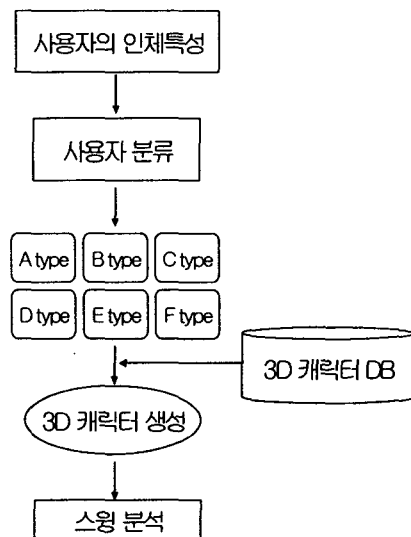 사용자의 인체특성
사용자 분류
A type B type C type
D type E type F type
3D 캐릭터 DB
3D 캐릭터 생성
스윙 분석